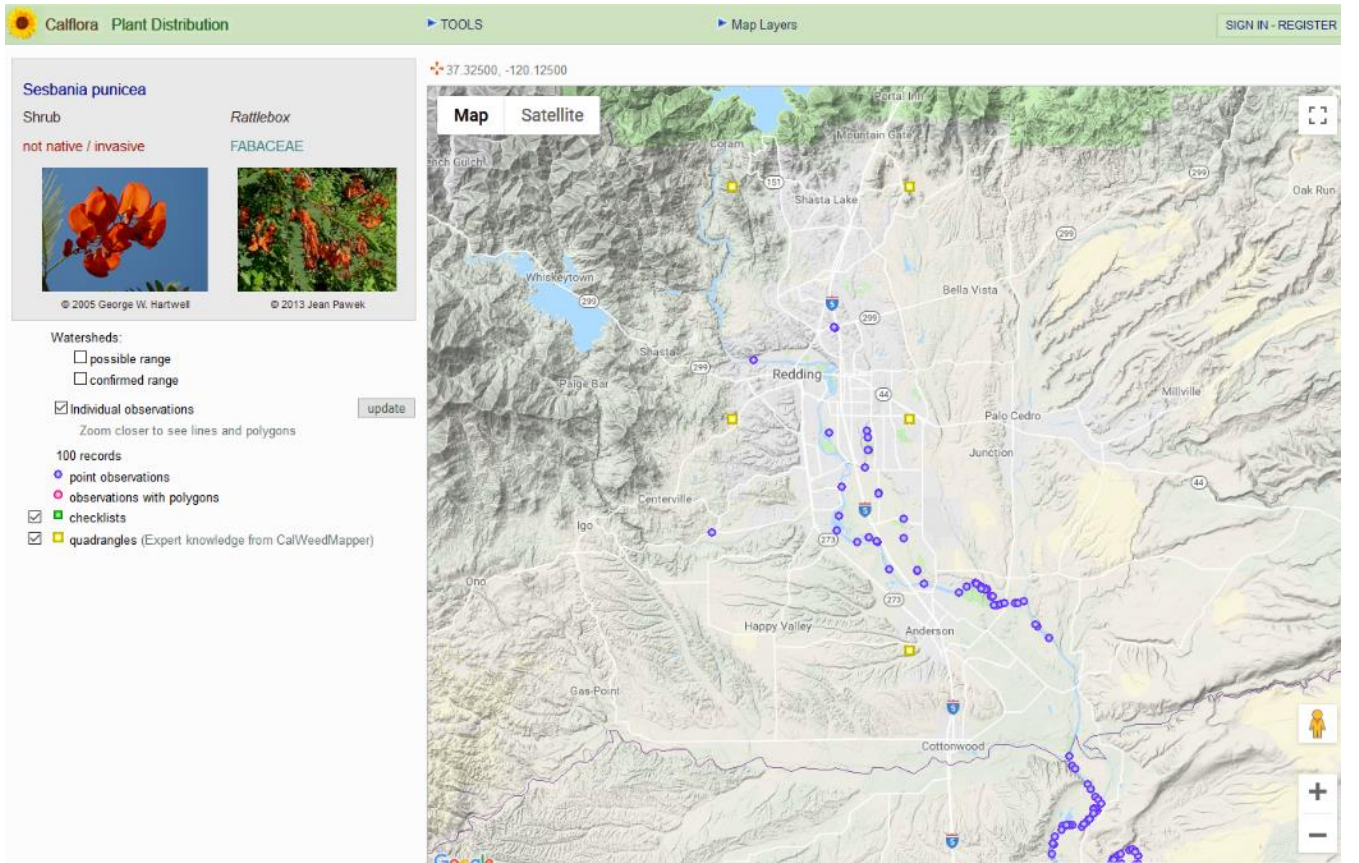 Calflora Plant Distribution
TOOLS
Map Layers
SIGN IN - REGISTER
37.32500, -120.12500
Sesbania punicea
Shrub
Rattlebox
not native / invasive
FABACEAE
© 2005 George W. Hartwell
© 2013 Jean Pawek
Watersheds:
possible range
confirmed range
Individual observations
update
Zoom closer to see lines and polygons
100 records
point observations
observations with polygons
checklists
quadrangles (Expert knowledge from CalWeedMapper)
Map
Satellite
Portal Inn
Mountain Gate
Coram
ench Gulch
151
Shasta Lake
299
Oak Run
299
Whiskeytown
299
Bella Vista
5
299
Shasta
299
Redding
Paige Bar
44
Millville
Palo Cedro
Junction
44
Centerville
5
Igo
273
Ono
273
Happy Valley
Anderson
Gas-Point
5
Cottonwood
5
+
−
Google